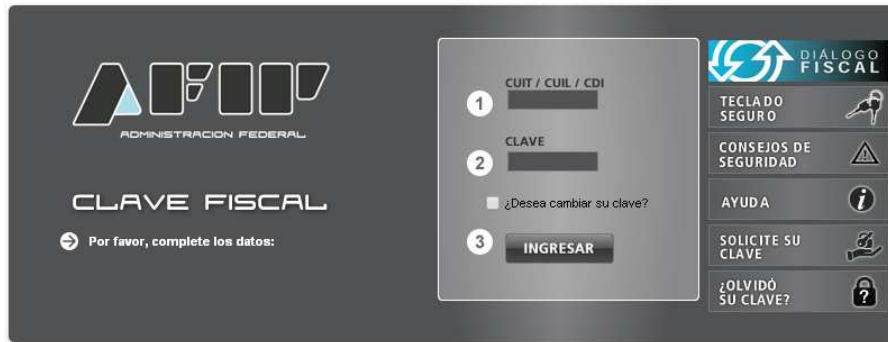 AFIP
ADMINISTRACION FEDERAL
CLAVE FISCAL
Por favor, complete los datos:
1
CUIT / CUIL / CDI
2
CLAVE
¿Desea cambiar su clave?
3
INGRESAR
DIÁLOGO
FISCAL
TECLADO
SEGURO
CONSEJOS DE
SEGURIDAD
AYUDA
i
SOLICITE SU
CLAVE
¿OLVIDÓ
SU CLAVE?
?